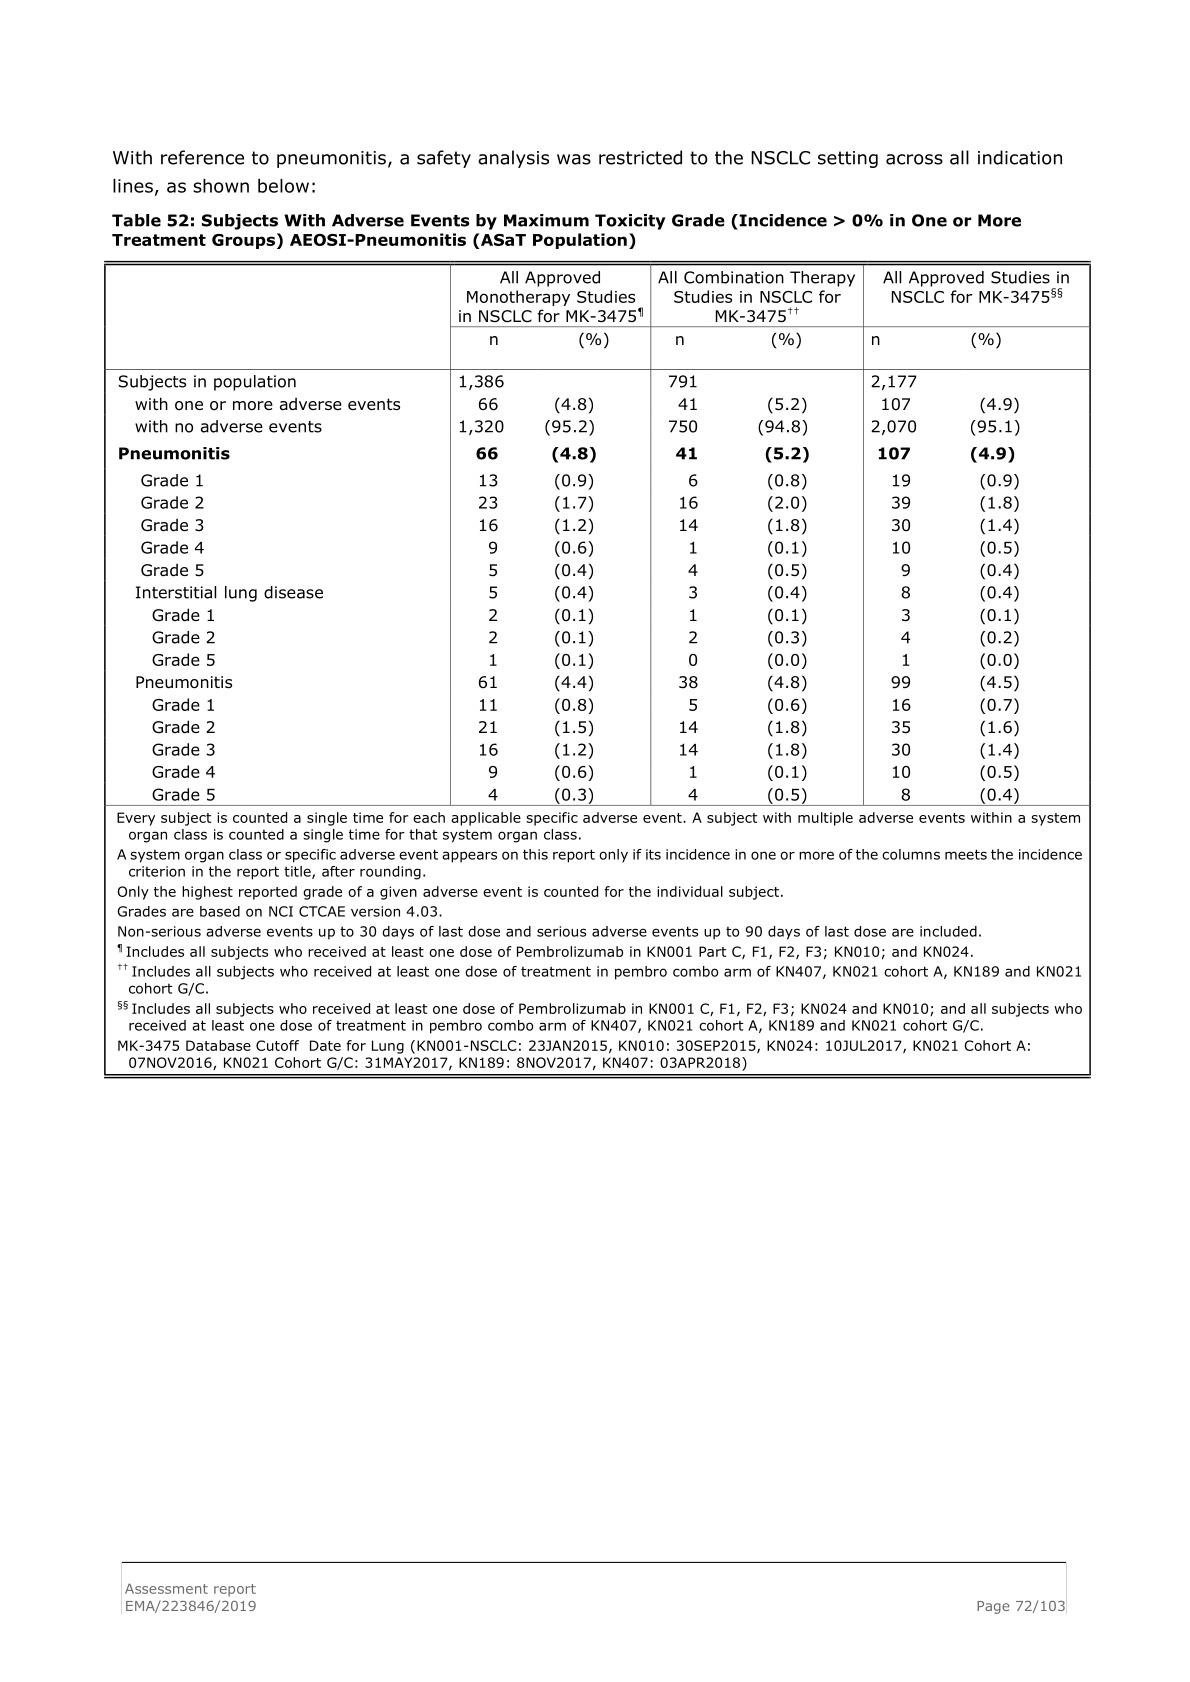 With reference to pneumonitis, a safety analysis was restricted to the NSCLC setting across all indication
lines, as shown below:
Table 52: Subjects With Adverse Events by Maximum Toxicity Grade (Incidence > 0% in One or More
Treatment Groups) AEOSI-Pneumonitis (ASaT Population)
All Approved Monotherapy Studies in NSCLC for MK-3475¶ All Combination Therapy Studies in NSCLC for MK-3475†† All Approved Studies in NSCLC for MK-3475§§
n (%) n (%) n (%)
Subjects in population 1,386 791 2,177
with one or more adverse events 66 (4.8) 41 (5.2) 107 (4.9)
with no adverse events 1,320 (95.2) 750 (94.8) 2,070 (95.1)
Pneumonitis 66 (4.8) 41 (5.2) 107 (4.9)
Grade 1 13 (0.9) 6 (0.8) 19 (0.9)
Grade 2 23 (1.7) 16 (2.0) 39 (1.8)
Grade 3 16 (1.2) 14 (1.8) 30 (1.4)
Grade 4 9 (0.6) 1 (0.1) 10 (0.5)
Grade 5 5 (0.4) 4 (0.5) 9 (0.4)
Interstitial lung disease 5 (0.4) 3 (0.4) 8 (0.4)
Grade 1 2 (0.1) 1 (0.1) 3 (0.1)
Grade 2 2 (0.1) 2 (0.3) 4 (0.2)
Grade 5 1 (0.1) 0 (0.0) 1 (0.0)
Pneumonitis 61 (4.4) 38 (4.8) 99 (4.5)
Grade 1 11 (0.8) 5 (0.6) 16 (0.7)
Grade 2 21 (1.5) 14 (1.8) 35 (1.6)
Grade 3 16 (1.2) 14 (1.8) 30 (1.4)
Grade 4 9 (0.6) 1 (0.1) 10 (0.5)
Grade 5 4 (0.3) 4 (0.5) 8 (0.4)
Every subject is counted a single time for each applicable specific adverse event. A subject with multiple adverse events within a system
organ class is counted a single time for that system organ class.
A system organ class or specific adverse event appears on this report only if its incidence in one or more of the columns meets the incidence
criterion in the report title, after rounding.
Only the highest reported grade of a given adverse event is counted for the individual subject.
Grades are based on NCI CTCAE version 4.03.
Non-serious adverse events up to 30 days of last dose and serious adverse events up to 90 days of last dose are included.
¶ Includes all subjects who received at least one dose of Pembrolizumab in KN001 Part C, F1, F2, F3; KN010; and KN024.
†† Includes all subjects who received at least one dose of treatment in pembro combo arm of KN407, KN021 cohort A, KN189 and KN021
cohort G/C.
§§ Includes all subjects who received at least one dose of Pembrolizumab in KN001 C, F1, F2, F3; KN024 and KN010; and all subjects who
received at least one dose of treatment in pembro combo arm of KN407, KN021 cohort A, KN189 and KN021 cohort G/C.
MK-3475 Database Cutoff Date for Lung (KN001-NSCLC: 23JAN2015, KN010: 30SEP2015, KN024: 10JUL2017, KN021 Cohort A:
07NOV2016, KN021 Cohort G/C: 31MAY2017, KN189: 8NOV2017, KN407: 03APR2018)
Assessment report
EMA/223846/2019 Page 72/103